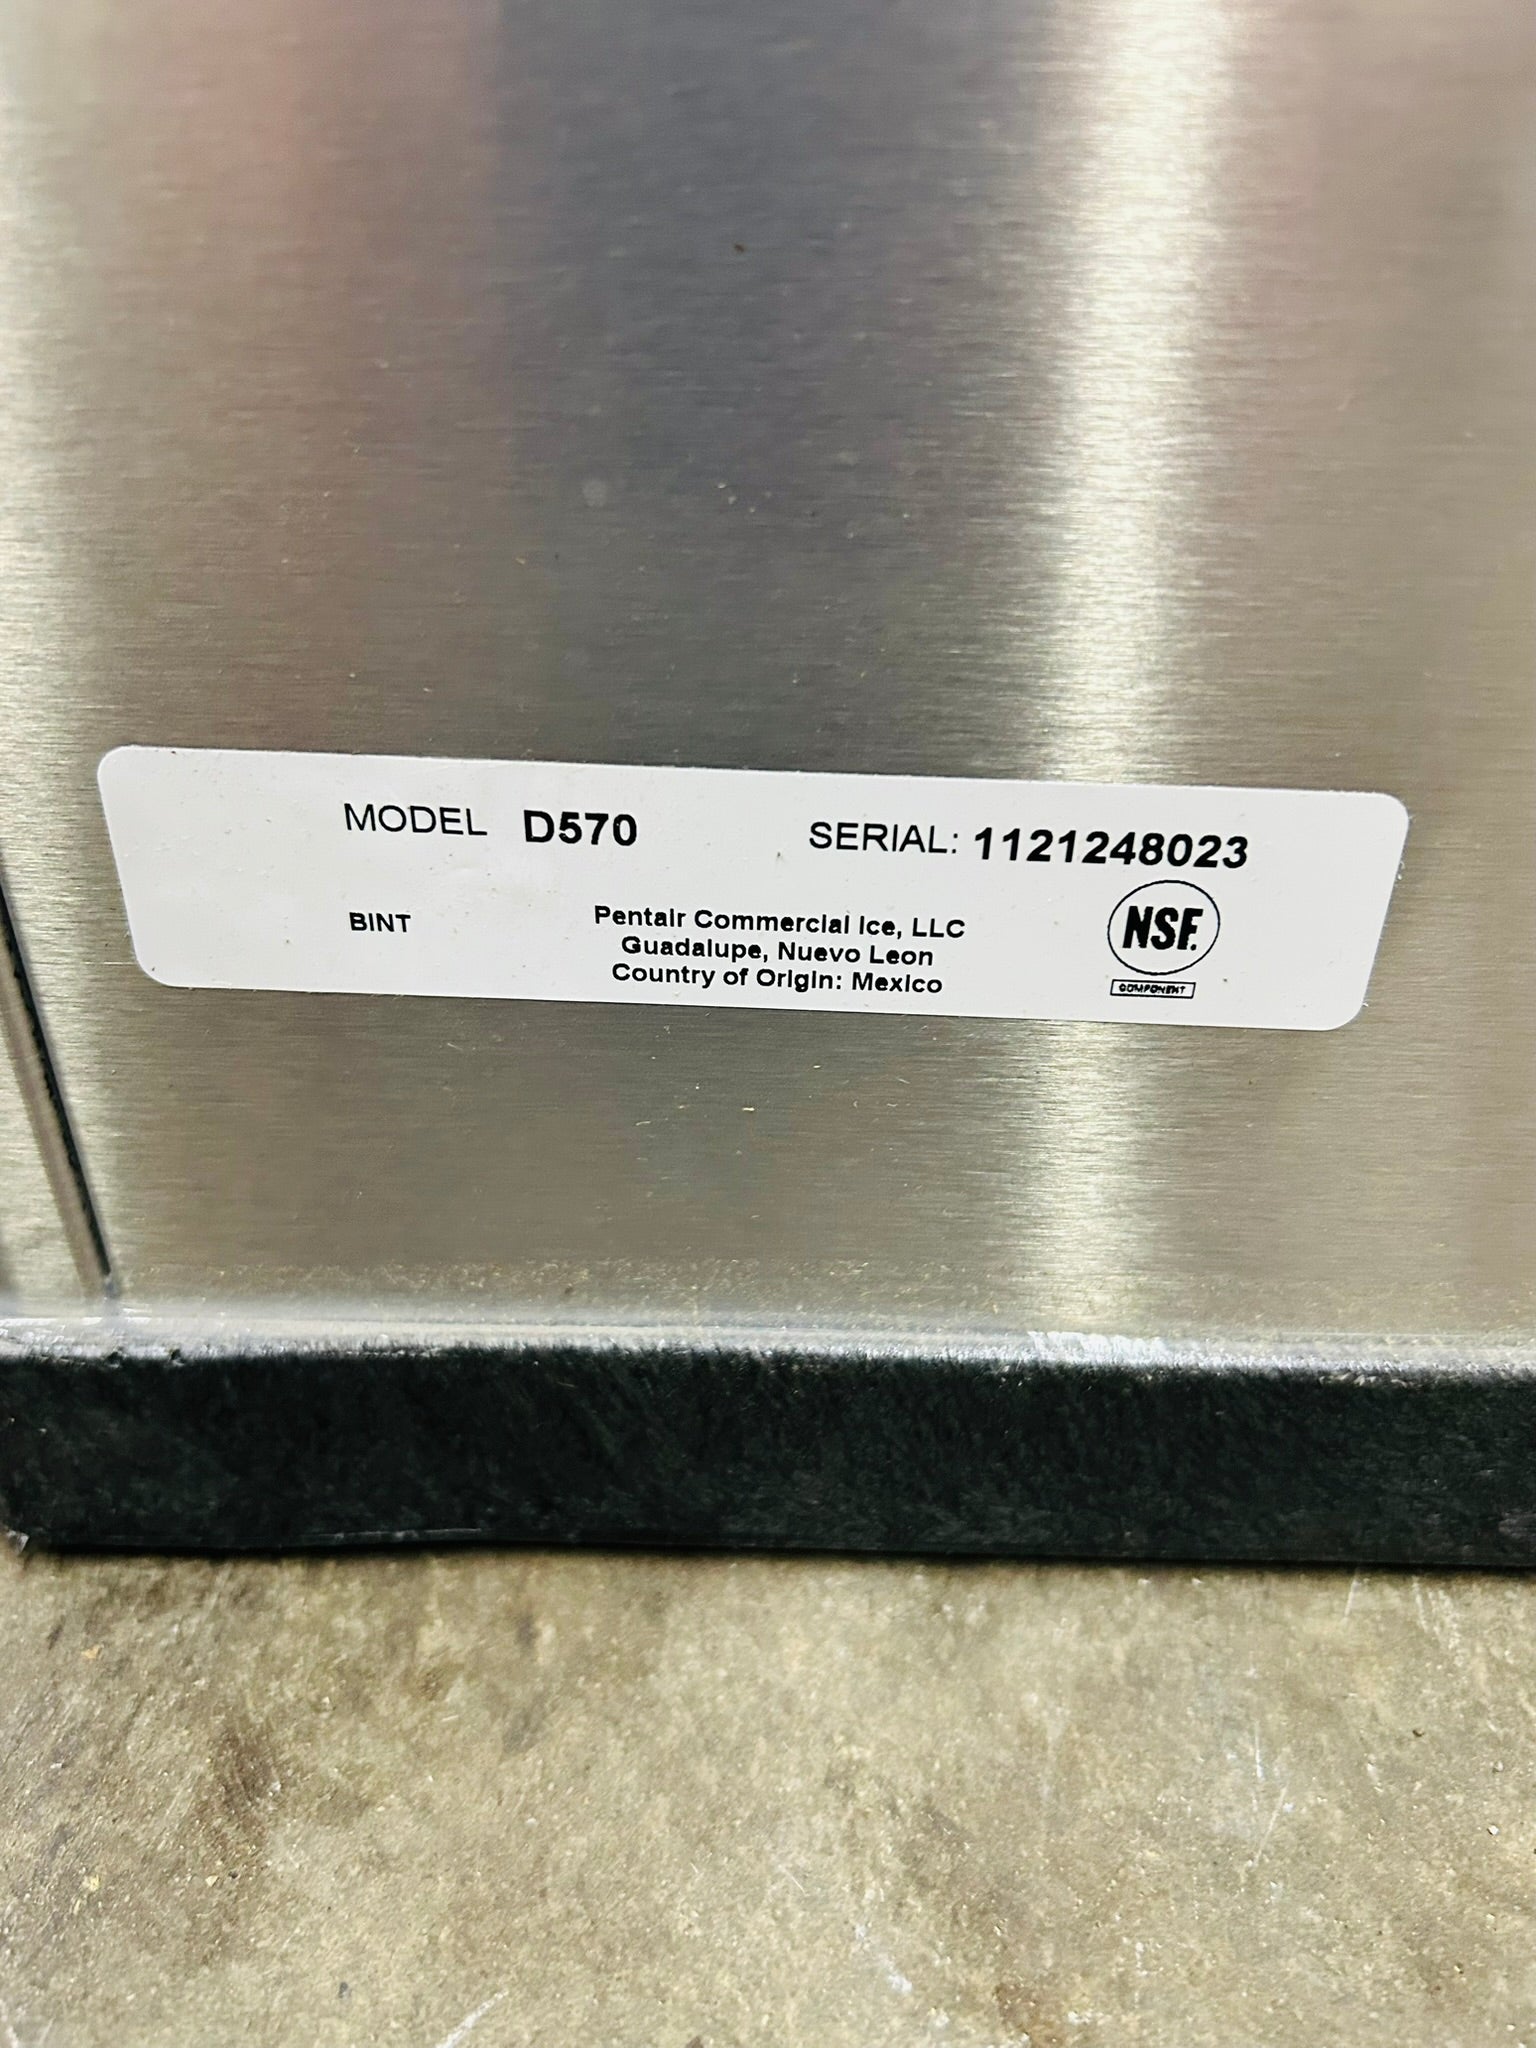 MODEL D570 SERIAL: 1121248023
BINT
Pentair Commercial Ice, LLC
Guadalupe, Nuevo Leon
Country of Origin: Mexico
NSF.
COMPONENT